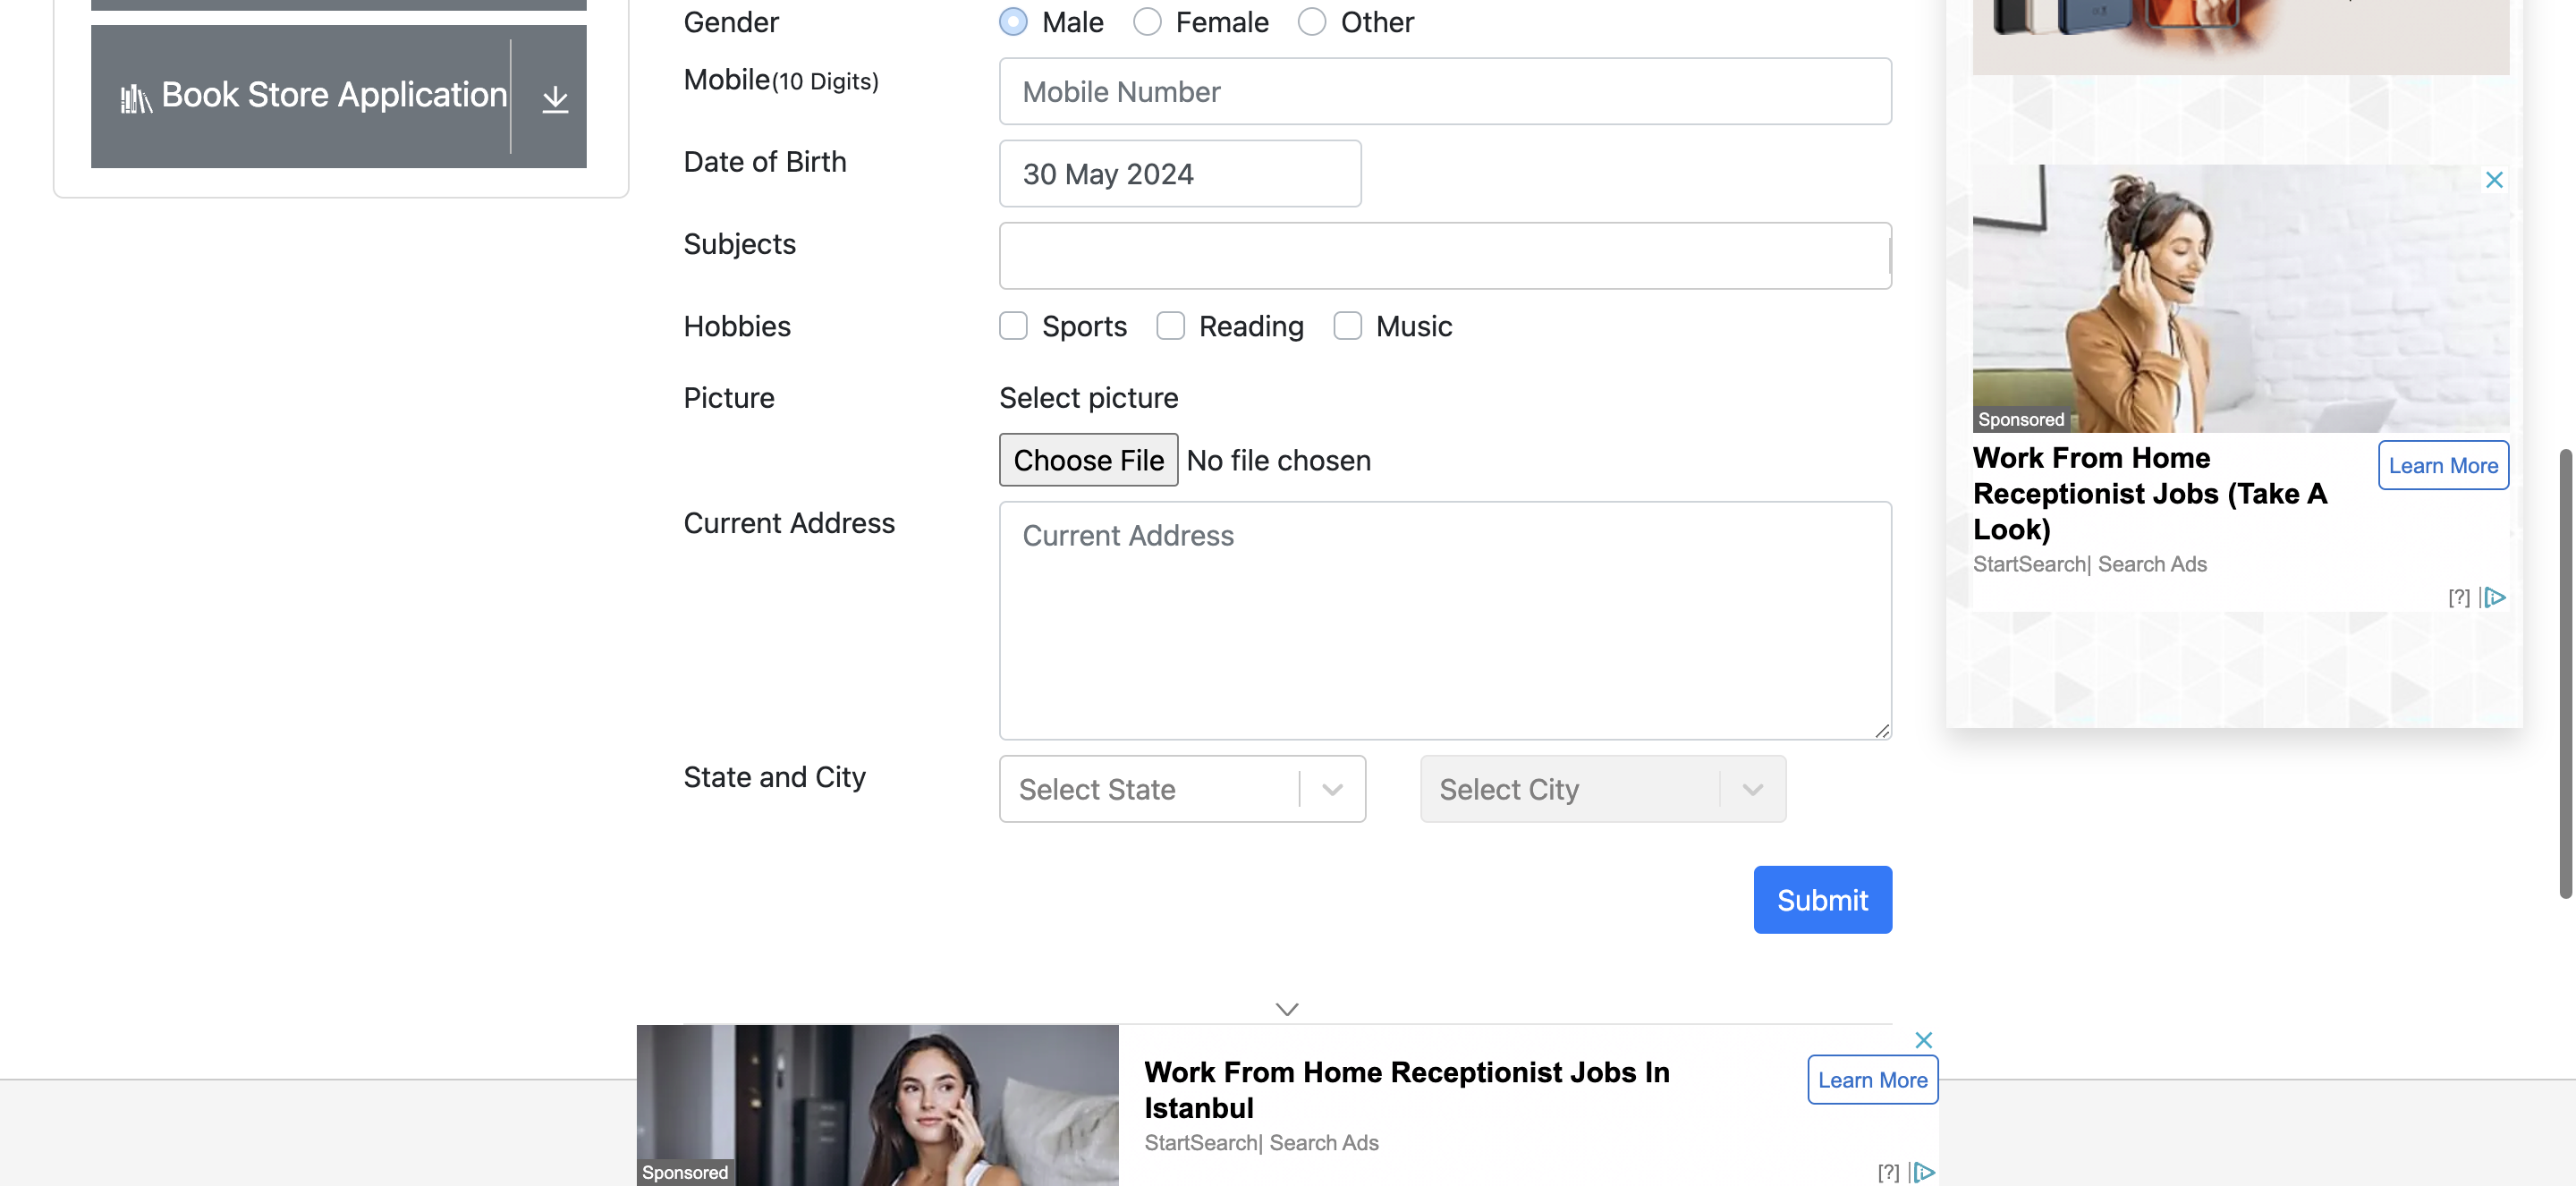 Book Store Application
Gender
Male
Female
Other
Mobile(10 Digits)
Mobile Number
Date of Birth
30 May 2024
Subjects
Hobbies
Sports
Reading
Music
Picture
Select picture
Choose File
No file chosen
Current Address
Current Address
State and City
Select State
Select City
Submit
Sponsored
Work From Home
Receptionist Jobs (Take A
Look)
Learn More
StartSearch| Search Ads
[?]
Sponsored
Work From Home Receptionist Jobs In
Istanbul
StartSearch| Search Ads
Learn More
[?]